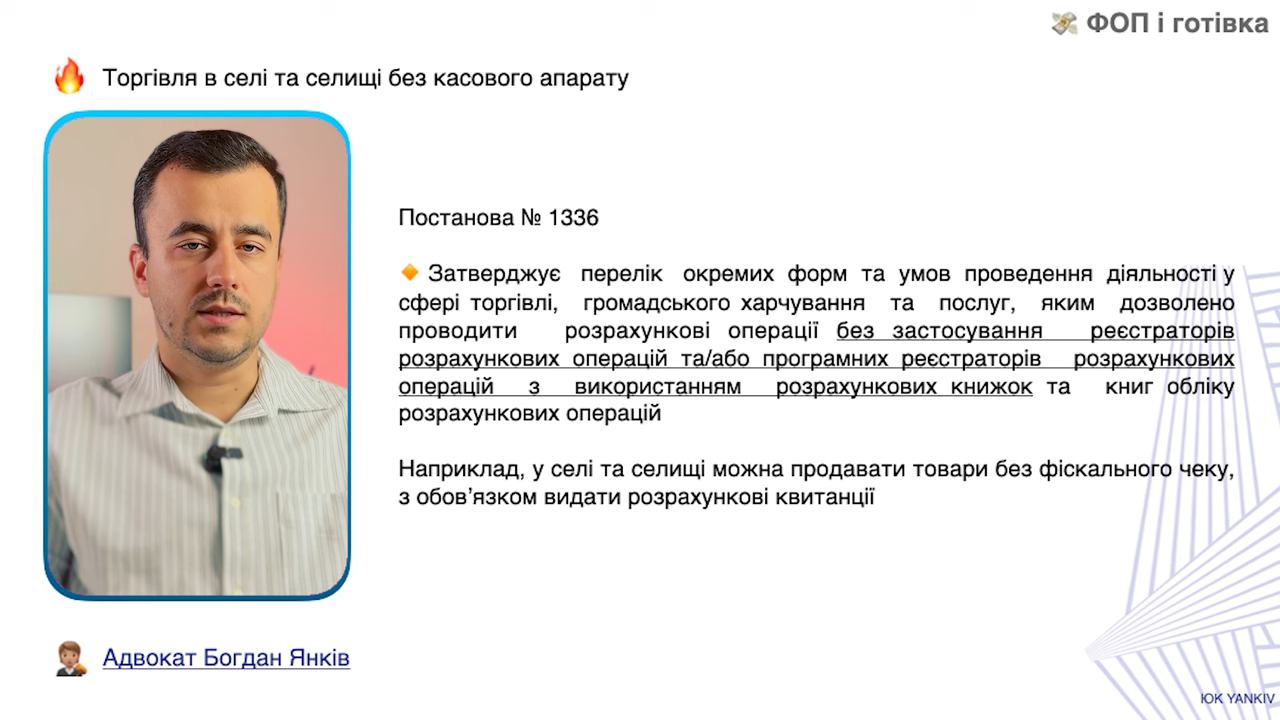 💸 ФОП і готівка
🔥 Торгівля в селі та селищі без касового апарату
Постанова № 1336
🔸 Затверджує перелік окремих форм та умов проведення діяльності у
сфері торгівлі, громадського харчування та послуг, яким дозволено
проводити розрахункові операції без застосування реєстраторів
розрахункових операцій та/або програмних реєстраторів розрахункових
операцій з використанням розрахункових книжок та книг обліку
розрахункових операцій
Наприклад, у селі та селищі можна продавати товари без фіскального чеку,
з обов’язком видати розрахункові квитанції
Адвокат Богдан Янків
ЮК YANKIV